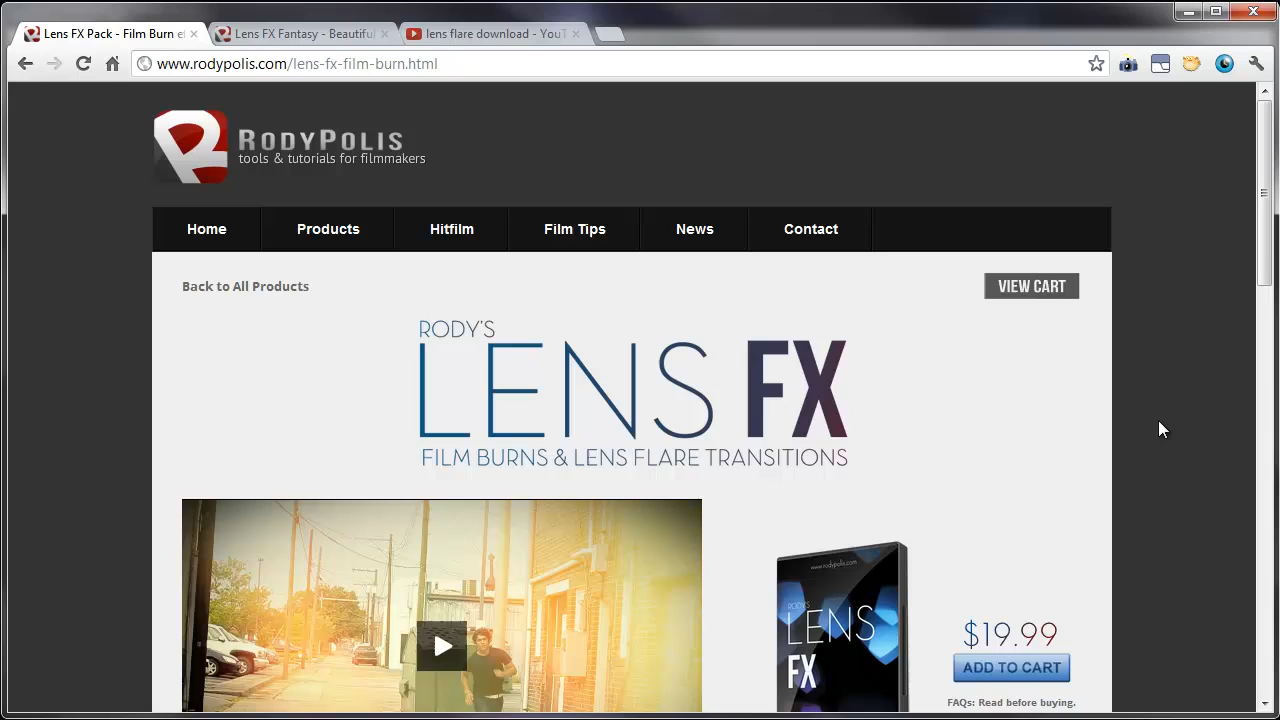 Lens FX Pack - Film Burn e
Lens FX Fantasy - Beautiful
lens flare download - YouT
www.rodypolis.com/lens-fx-film-burn.html
RODYPOLIS
tools & tutorials for filmmakers
Home
Products
Hitfilm
Film Tips
News
Contact
Back to All Products
VIEW CART
RODY'S
LENS FX
FILM BURNS & LENS FLARE TRANSITIONS
www.rodypolis.com
RODY'S
LENS
FX
$19.99
ADD TO CART
FAQs: Read before buying.